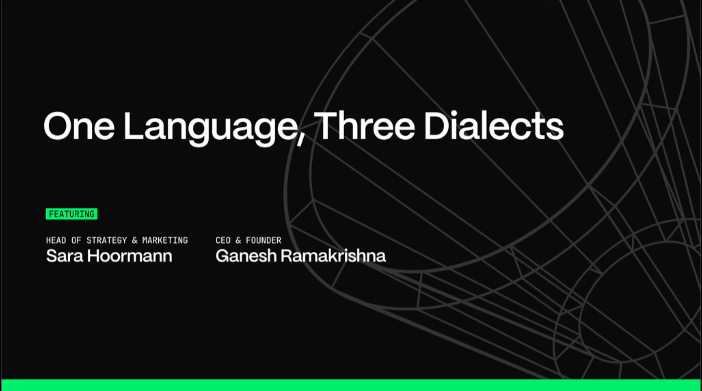 One Language, Three Dialects
FEATURING
HEAD OF STRATEGY & MARKETING
Sara Hoormann
CEO & FOUNDER
Ganesh Ramakrishna